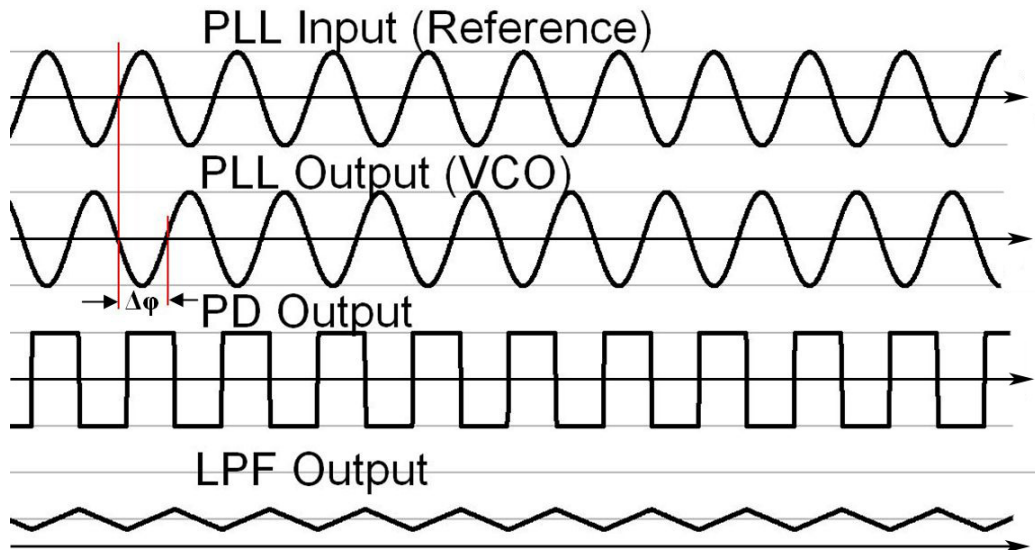 PLL Input (Reference)
PLL Output (VCO)
Δφ
PD Output
LPF Output